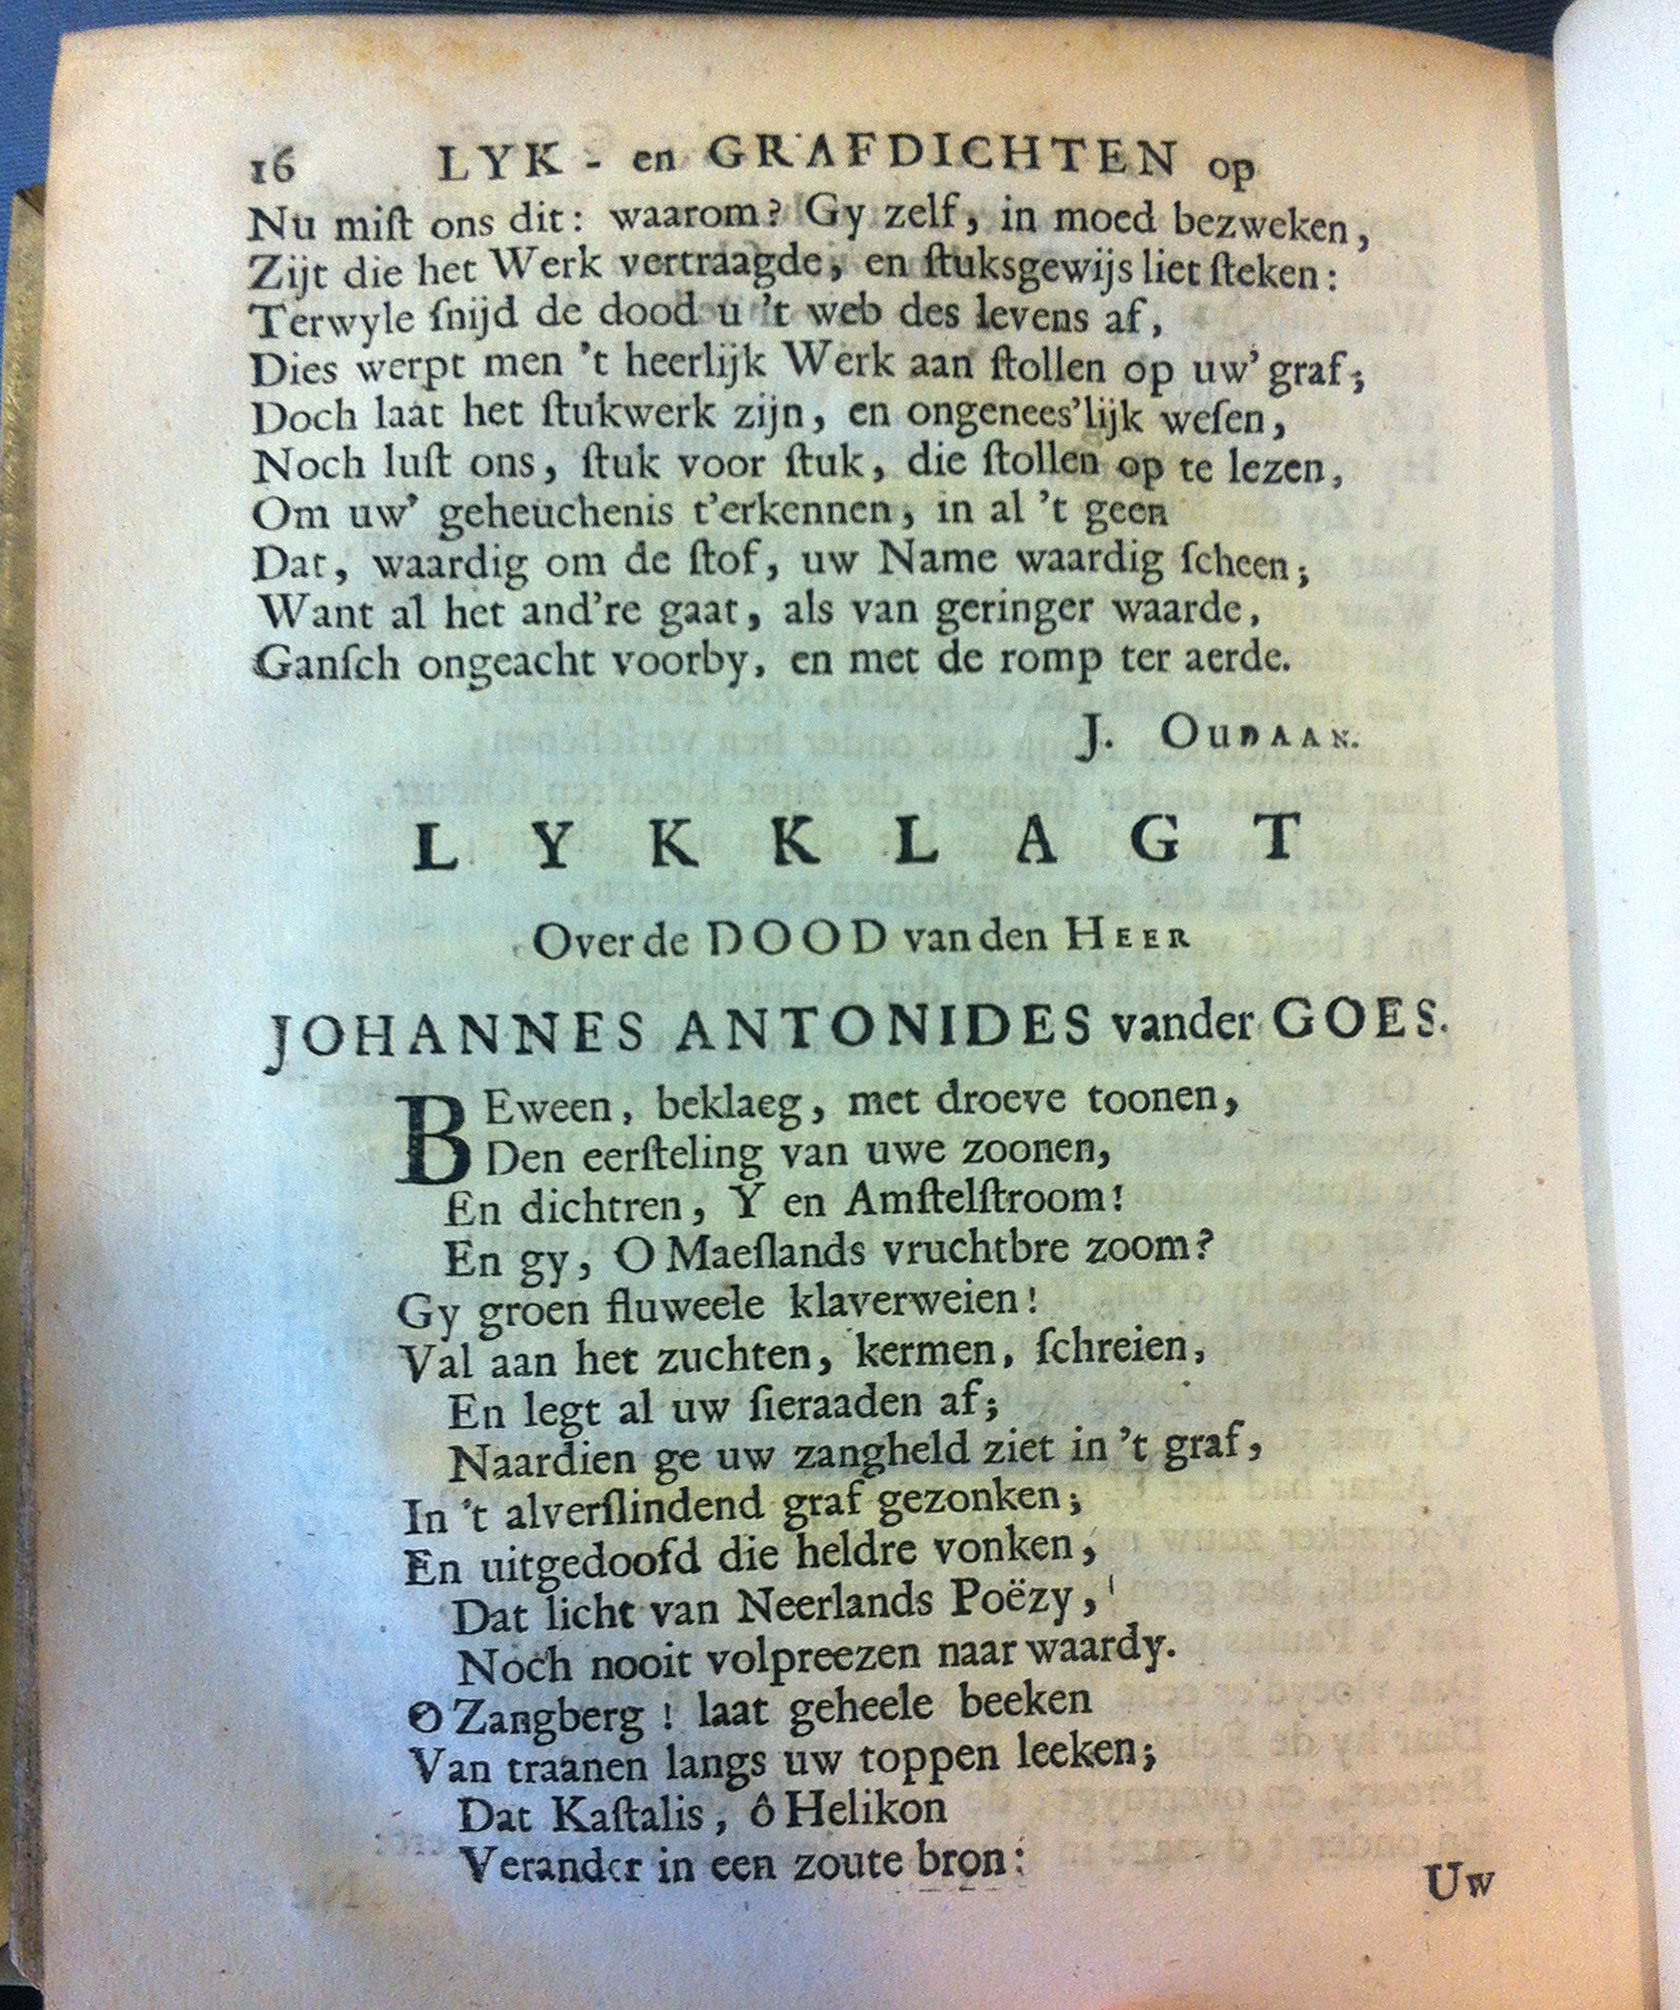 16 LYK - en GRAFDICHTEN op
Nu miſt ons dit: waarom? Gy zelf, in moed bezweken,
Zijt die het Werk vertraagde, en ſtuksgewijs liet ſteken:
Terwyle ſnijd de dood u 't web des levens af,
Dies werpt men 't heerlijk Werk aan ſtollen op uw' graf;
Doch laat het ſtukwerk zijn, en ongenees'lijk weſen,
Noch luſt ons, ſtuk voor ſtuk, die ſtollen op te lezen,
Om uw' geheuchenis t'erkennen, in al 't geen
Dat, waardig om de ſtof, uw Name waardig ſcheen;
Want al het and're gaat, als van geringer waarde,
Ganſch ongeacht voorby, en met de romp ter aerde.
J. OUDAAN.
LYKKLAGT
Over de DOOD van den HEER
JOHANNES ANTONIDES vander GOES.
BEween, beklaeg, met droeve toonen,
Den eerſteling van uwe zoonen,
En dichtren, Y en Amſtelſtroom!
En gy, O Maeſlands vruchtbre zoom?
Gy groen fluweele klaverweien!
Val aan het zuchten, kermen, ſchreien,
En legt al uw ſieraaden af;
Naardien ge uw zangheld ziet in 't graf,
In 't alverſlindend graf gezonken;
En uitgedoofd die heldre vonken,
Dat licht van Neerlands Poëzy,
Noch nooit volpreezen naar waardy.
O Zangberg! laat geheele beeken
Van traanen langs uw toppen leeken;
Dat Kaſtalis, ô Helikon
Verander in een zoute bron:
Uw